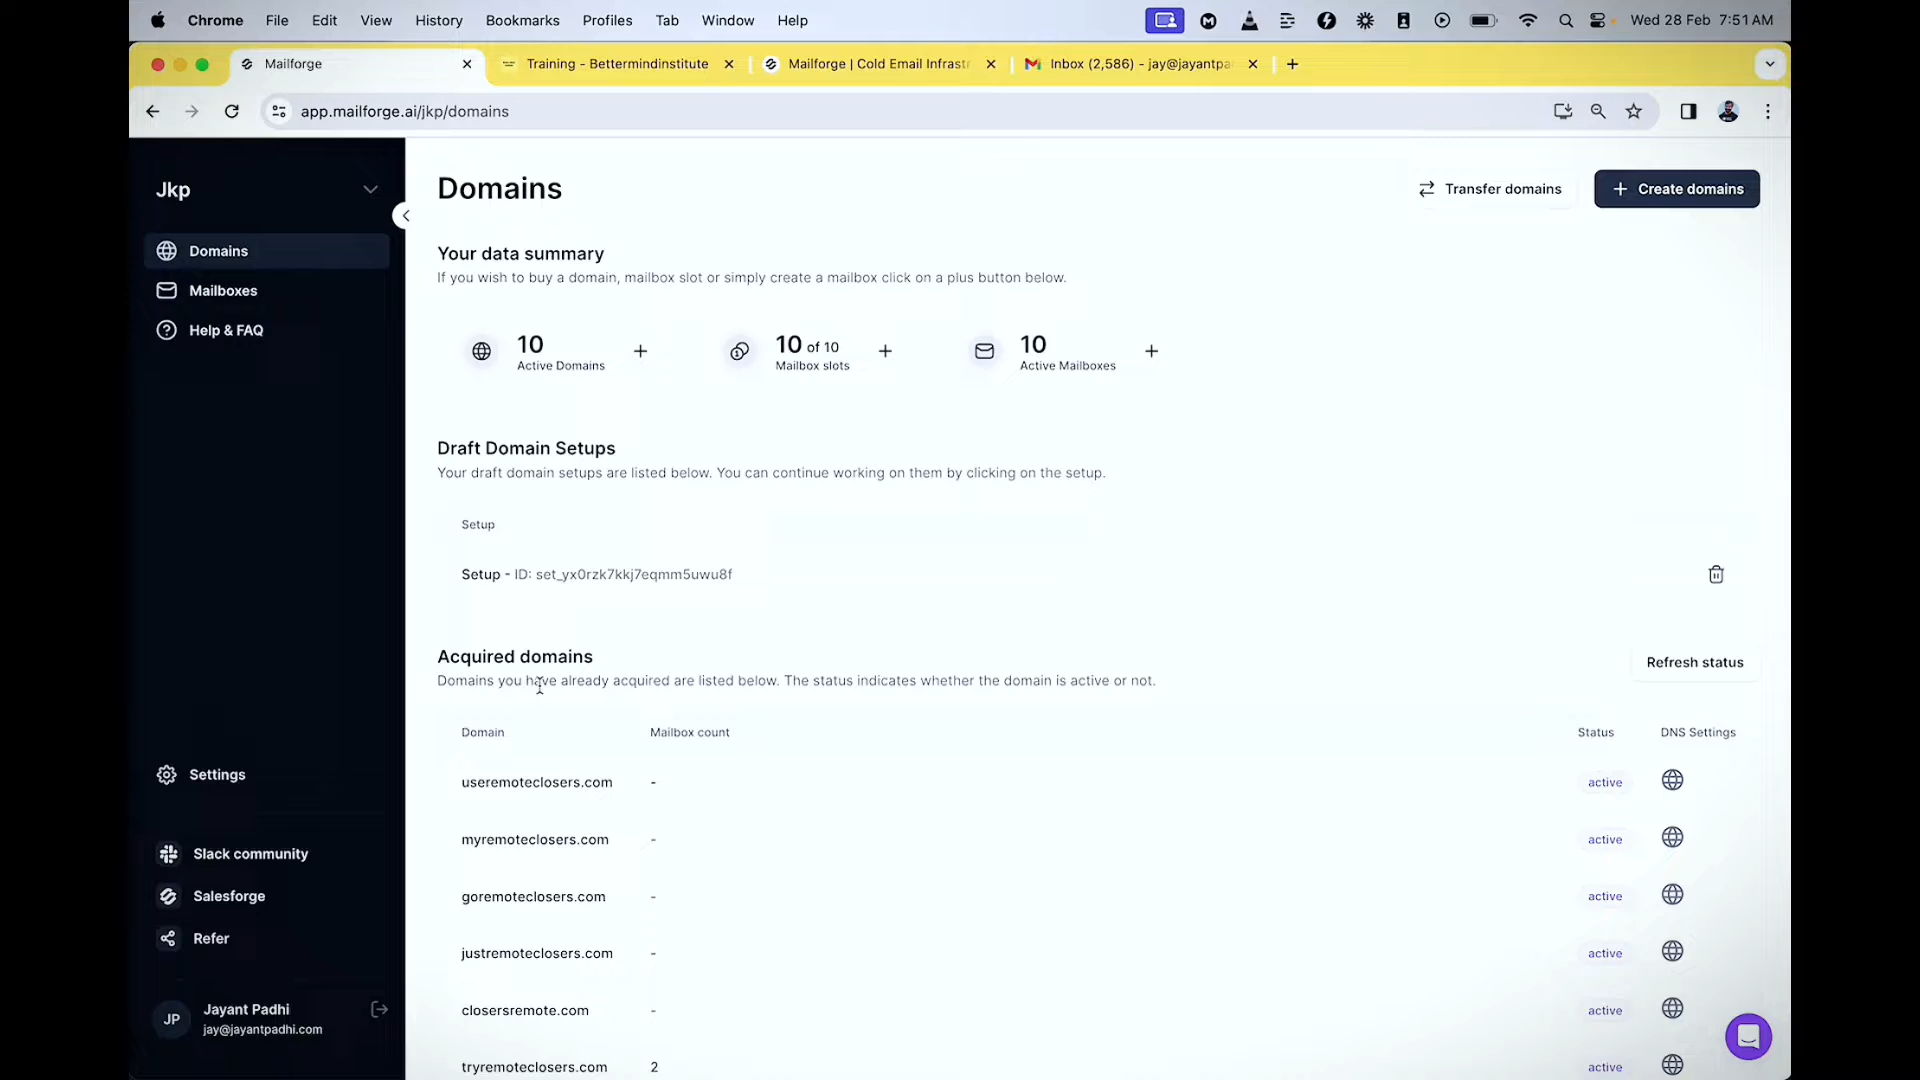 Chrome File Edit View History Bookmarks Profiles Tab Window Help Wed 28 Feb 7:51 AM
Mailforge Training - Bettermindinstitute Mailforge | Cold Email Infrastr Inbox (2,586) - jay@jayantpa
app.mailforge.ai/jkp/domains
Jkp
Domains
Mailboxes
Help & FAQ
Settings
Slack community
Salesforge
Refer
JP
Jayant Padhi
jay@jayantpadhi.com
Domains
Transfer domains
Create domains
Your data summary
If you wish to buy a domain, mailbox slot or simply create a mailbox click on a plus button below.
10
Active Domains
+
10 of 10
Mailbox slots
+
10
Active Mailboxes
+
Draft Domain Setups
Your draft domain setups are listed below. You can continue working on them by clicking on the setup.
Setup
Setup - ID: set_yx0rzk7kkj7eqmm5uwu8f
Acquired domains
Domains you have already acquired are listed below. The status indicates whether the domain is active or not.
Refresh status
Domain Mailbox count Status DNS Settings
useremoteclosers.com - active
myremoteclosers.com - active
goremoteclosers.com - active
justremoteclosers.com - active
closersremote.com - active
tryremoteclosers.com 2 active